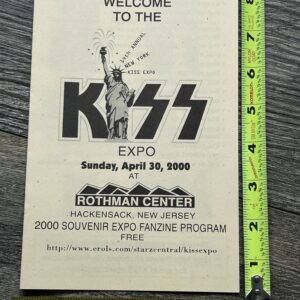 WELCOME
TO THE
14th ANNUAL
NEW YORK
KISS EXPO
KISS
EXPO
Sunday, April 30, 2000
AT
ROTHMAN CENTER
HACKENSACK, NEW JERSEY
2000 SOUVENIR EXPO FANZINE PROGRAM
FREE
http://www.erols.com/starzcentral/kissexpo
8
7
6
5
4
3
2
1